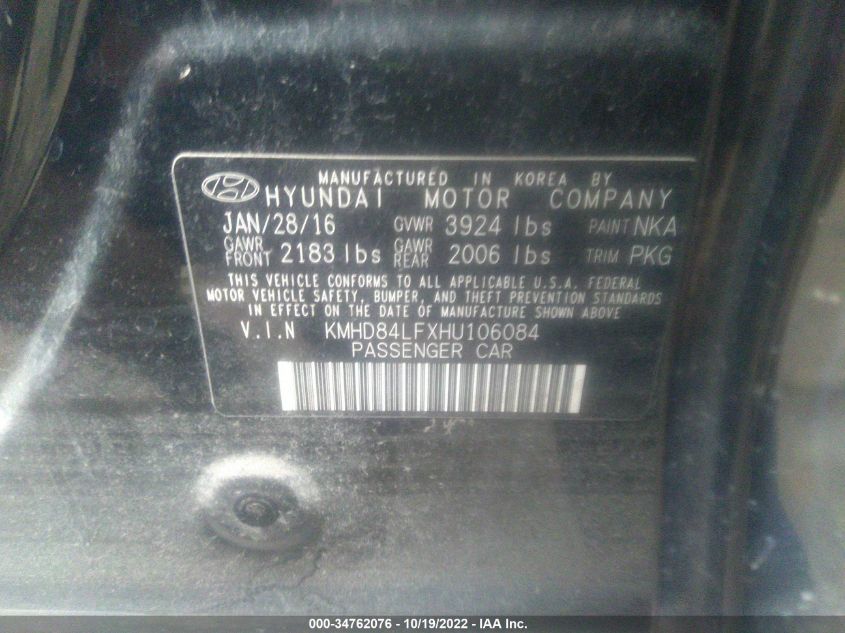 MANUFACTURED IN KOREA BY
HYUNDAI MOTOR COMPANY
JAN/28/16 GVWR 3924 lbs PAINT NKA
GAWR FRONT 2183 lbs GAWR REAR 2006 lbs TRIM PKG
THIS VEHICLE CONFORMS TO ALL APPLICABLE U.S.A. FEDERAL
MOTOR VEHICLE SAFETY, BUMPER, AND THEFT PREVENTION STANDARDS
IN EFFECT ON THE DATE OF MANUFACTURE SHOWN ABOVE
V.I.N KMHD84LFXHU106084
PASSENGER CAR
000-34762076 - 10/19/2022 - IAA Inc.